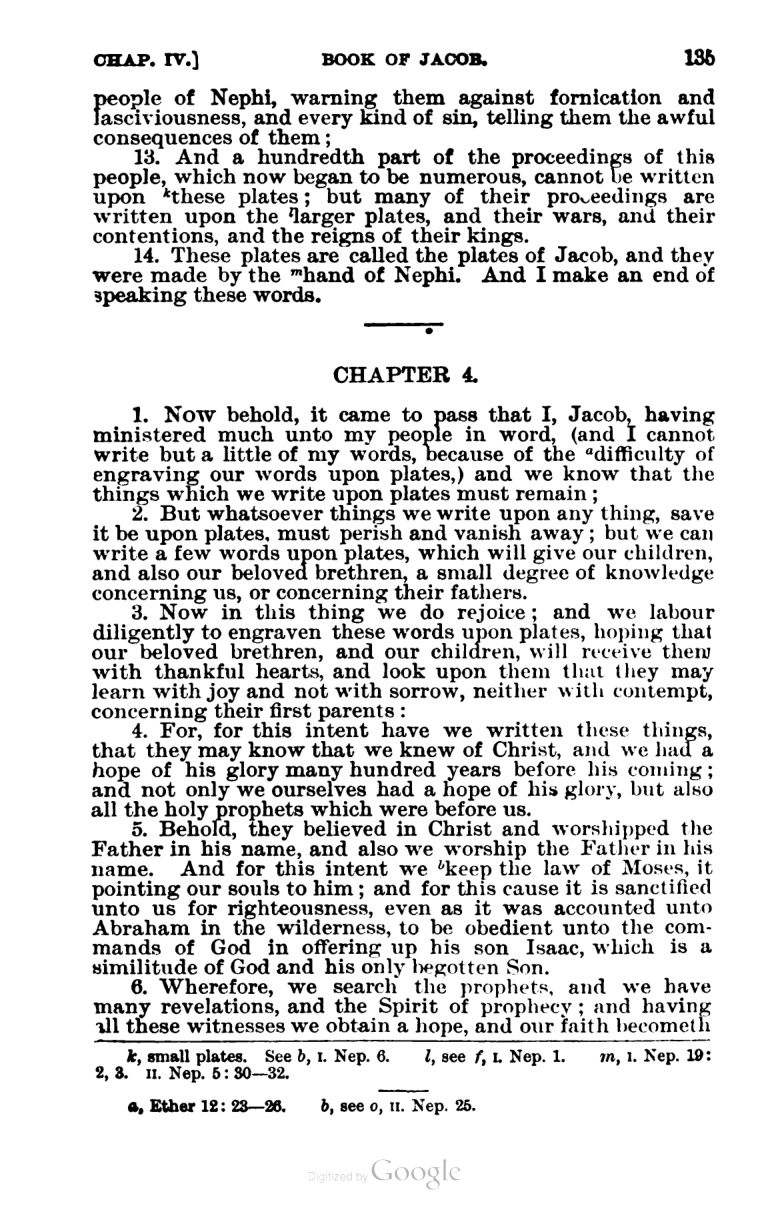 CHAP. IV.] BOOK OF JACOB. 135
people of Nephi, warning them against fornication and
lasciviousness, and every kind of sin, telling them the awful
consequences of them;
13. And a hundredth part of the proceedings of this
people, which now began to be numerous, cannot be written
upon ᵏthese plates; but many of their proceedings are
written upon the ˡlarger plates, and their wars, and their
contentions, and the reigns of their kings.
14. These plates are called the plates of Jacob, and they
were made by the ᵐhand of Nephi. And I make an end of
speaking these words.
CHAPTER 4.
1. Now behold, it came to pass that I, Jacob, having
ministered much unto my people in word, (and I cannot
write but a little of my words, because of the ᵃdifficulty of
engraving our words upon plates,) and we know that the
things which we write upon plates must remain;
2. But whatsoever things we write upon any thing, save
it be upon plates, must perish and vanish away; but we can
write a few words upon plates, which will give our children,
and also our beloved brethren, a small degree of knowledge
concerning us, or concerning their fathers.
3. Now in this thing we do rejoice; and we labour
diligently to engraven these words upon plates, hoping that
our beloved brethren, and our children, will receive them
with thankful hearts, and look upon them that they may
learn with joy and not with sorrow, neither with contempt,
concerning their first parents:
4. For, for this intent have we written these things,
that they may know that we knew of Christ, and we had a
hope of his glory many hundred years before his coming;
and not only we ourselves had a hope of his glory, but also
all the holy prophets which were before us.
5. Behold, they believed in Christ and worshipped the
Father in his name, and also we worship the Father in his
name. And for this intent we ᵇkeep the law of Moses, it
pointing our souls to him; and for this cause it is sanctified
unto us for righteousness, even as it was accounted unto
Abraham in the wilderness, to be obedient unto the com-
mands of God in offering up his son Isaac, which is a
similitude of God and his only begotten Son.
6. Wherefore, we search the prophets, and we have
many revelations, and the Spirit of prophecy; and having
all these witnesses we obtain a hope, and our faith becometh
k, small plates. See b, I. Nep. 6. l, see f, I. Nep. 1. m, I. Nep. 19:
2, 3. II. Nep. 5: 30—32.
a, Ether 12: 23—26. b, see o, II. Nep. 25.
Digitized by Google